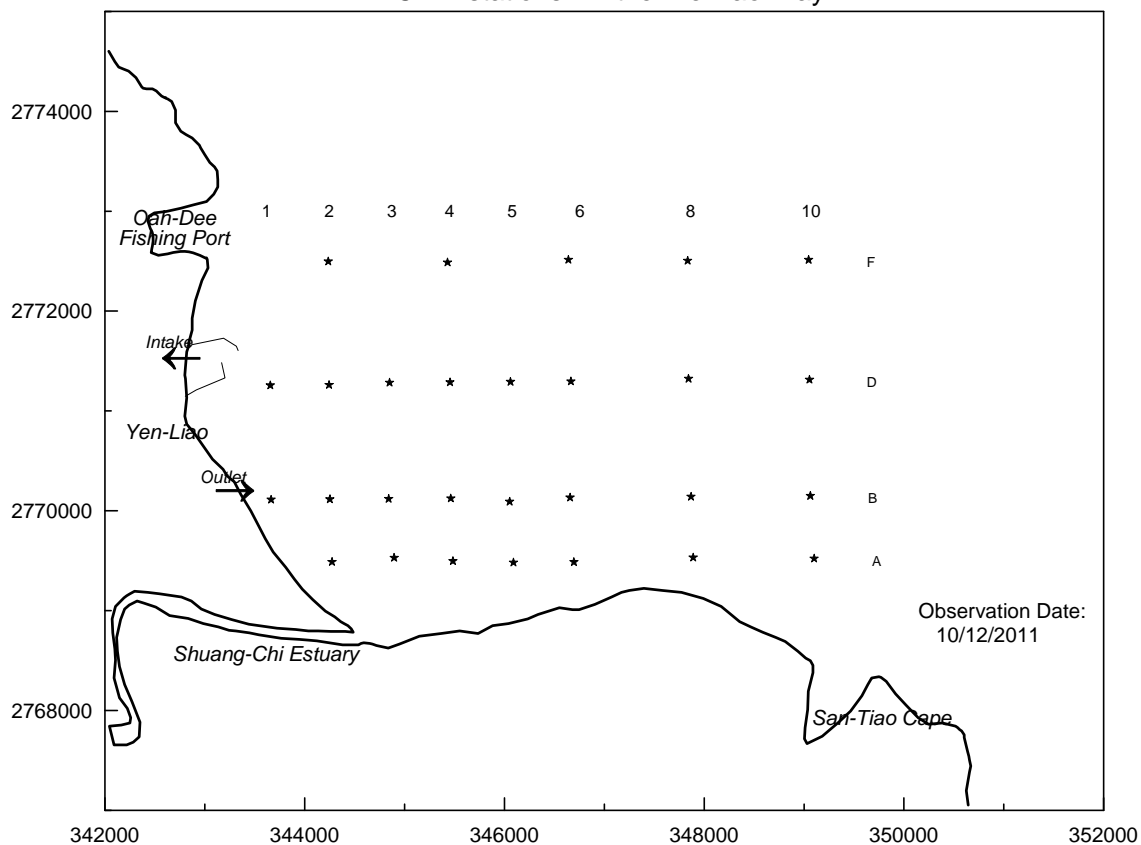 2774000
1 2 3 4 5 6 8 10
Oah-Dee
Fishing Port
F
2772000
Intake
D
Yen-Liao
Outlet
B
2770000
A
Observation Date:
10/12/2011
Shuang-Chi Estuary
2768000
San-Tiao Cape
342000 344000 346000 348000 350000 352000